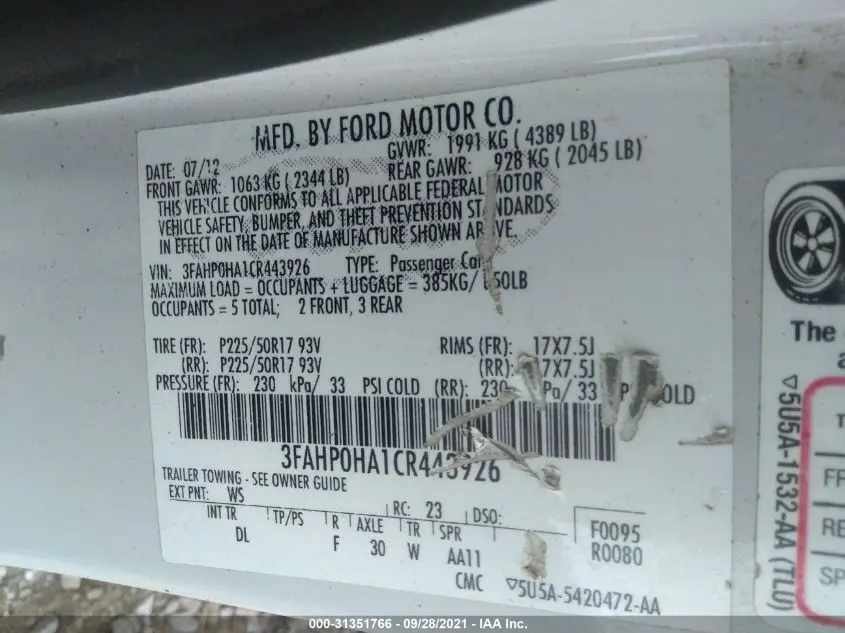 MFD. BY FORD MOTOR CO.
DATE: 07/12 GVWR: 1991 KG ( 4389 LB)
FRONT GAWR: 1063 KG ( 2344 LB) REAR GAWR: 928 KG ( 2045 LB)
THIS VEHICLE CONFORMS TO ALL APPLICABLE FEDERAL MOTOR
VEHICLE SAFETY, BUMPER, AND THEFT PREVENTION STANDARDS
IN EFFECT ON THE DATE OF MANUFACTURE SHOWN ABOVE.
VIN: 3FAHP0HA1CR443926 TYPE: Passenger Car
MAXIMUM LOAD = OCCUPANTS + LUGGAGE = 385KG/ 850LB
OCCUPANTS = 5 TOTAL; 2 FRONT, 3 REAR
TIRE (FR): P225/50R17 93V RIMS (FR): 17X7.5J
(RR): P225/50R17 93V (RR): 17X7.5J
PRESSURE (FR): 230 kPa/ 33 PSI COLD (RR): 230 kPa/ 33 PSI COLD
3FAHP0HA1CR443926
TRAILER TOWING - SEE OWNER GUIDE
EXT PNT: WS RC: 23 DSO:
INT TR TP/PS R AXLE TR SPR F0095
DL F 30 W AA11 R0080
CMC ▽5U5A-5420472-AA
The
▽5U5A-1532-AA (TLU)
000 - 31351766 - 09/28/2021 - IAA Inc.